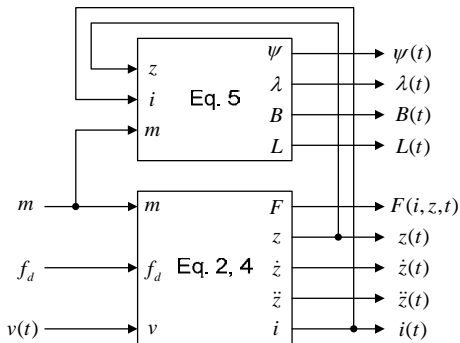 z ψ ψ(t)
i Eq. 5 λ λ(t)
m B B(t)
L L(t)
m m F F(i,z,t)
z z(t)
f_d f_d Eq. 2, 4 ż ż(t)
z̈ z̈(t)
v(t) v i i(t)